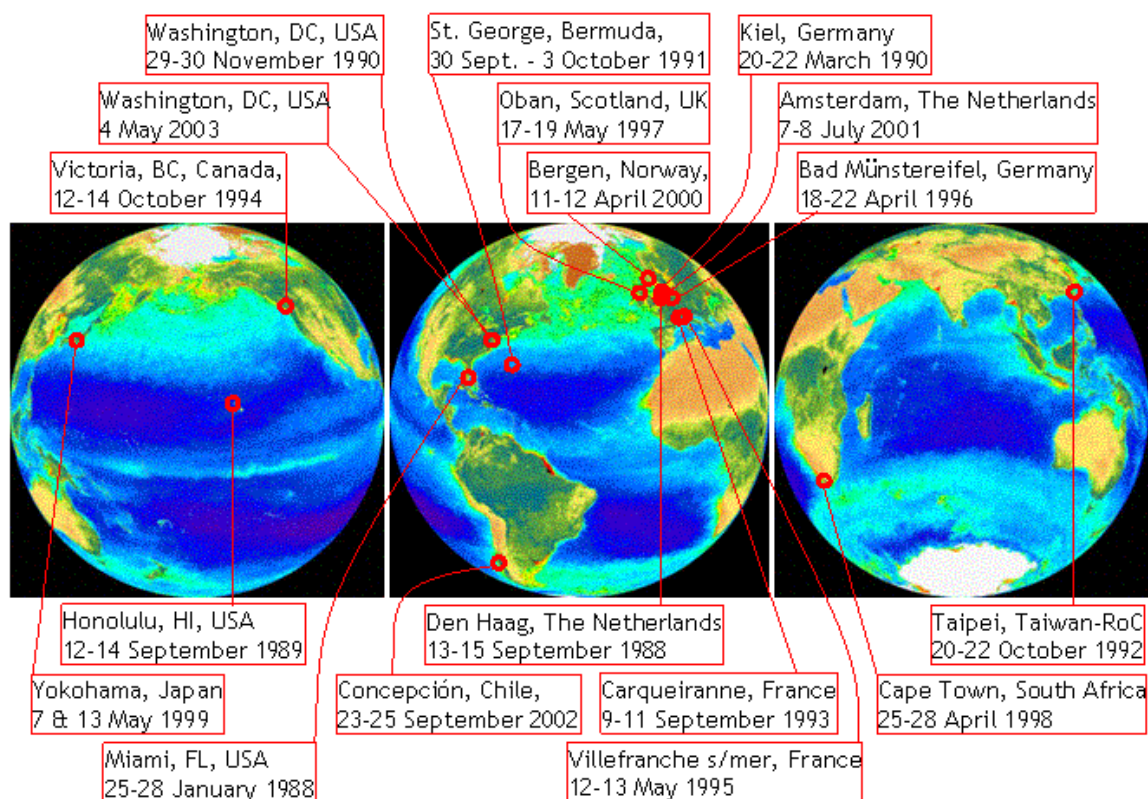 Washington, DC, USA
29-30 November 1990
St. George, Bermuda,
30 Sept. - 3 October 1991
Kiel, Germany
20-22 March 1990
Washington, DC, USA
4 May 2003
Oban, Scotland, UK
17-19 May 1997
Amsterdam, The Netherlands
7-8 July 2001
Victoria, BC, Canada,
12-14 October 1994
Bergen, Norway,
11-12 April 2000
Bad Münstereifel, Germany
18-22 April 1996
Honolulu, HI, USA
12-14 September 1989
Den Haag, The Netherlands
13-15 September 1988
Taipei, Taiwan-RoC
20-22 October 1992
Yokohama, Japan
7 & 13 May 1999
Concepción, Chile,
23-25 September 2002
Carqueiranne, France
9-11 September 1993
Cape Town, South Africa
25-28 April 1998
Miami, FL, USA
25-28 January 1988
Villefranche s/mer, France
12-13 May 1995